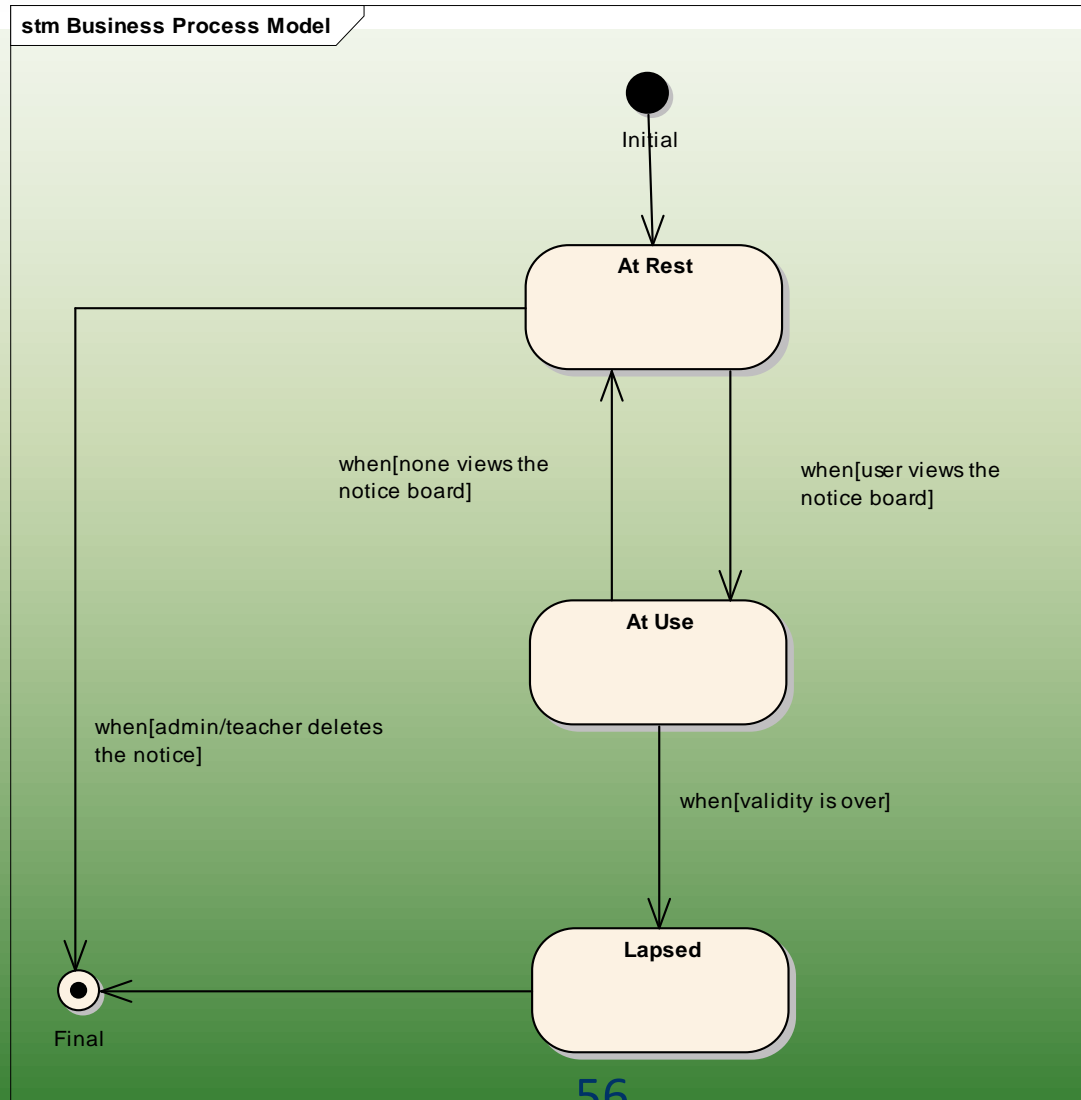 stm Business Process Model
Initial
At Rest
when[none views the
notice board]
when[user views the
notice board]
At Use
when[admin/teacher deletes
the notice]
when[validity is over]
Lapsed
Final
56